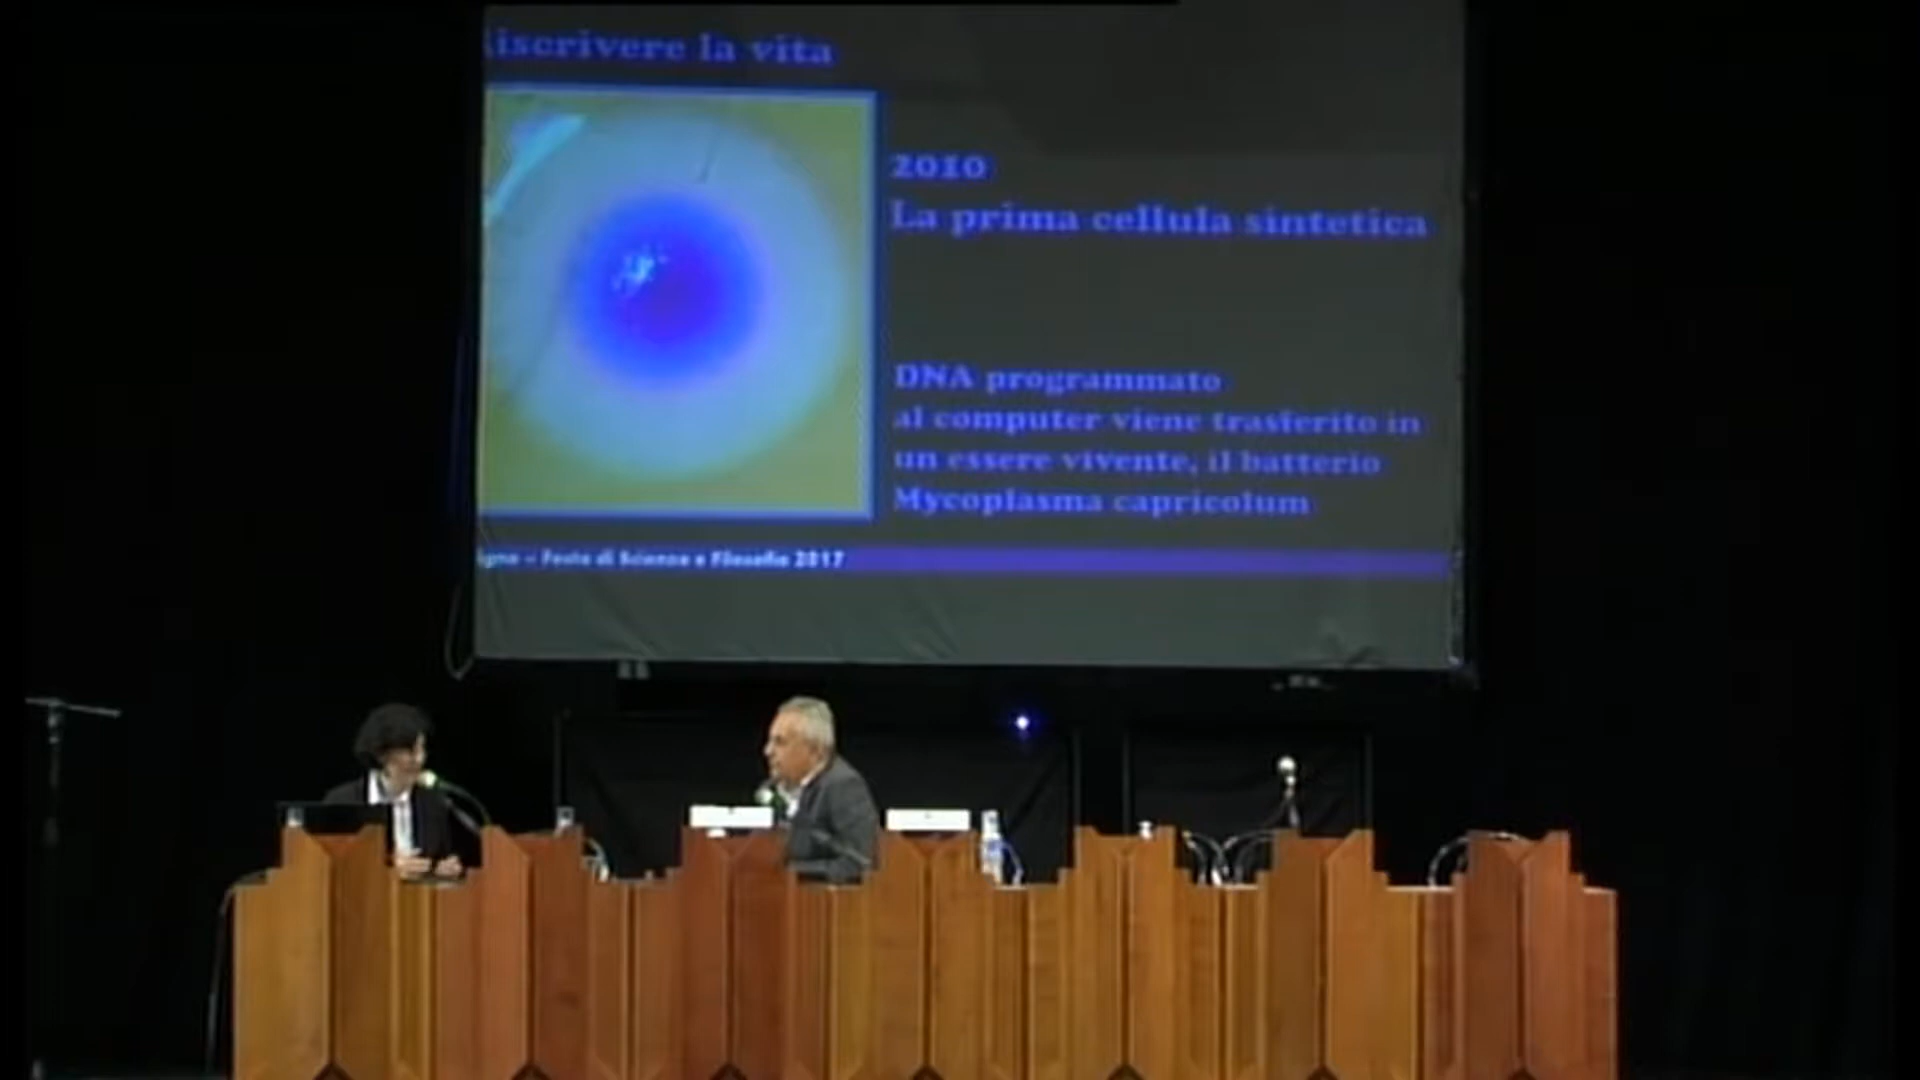 iscrivere la vita
2010
La prima cellula sintetica
DNA programmato
al computer viene trasferito in
un essere vivente, il batterio
Mycoplasma capricolum
igno – Festa di Scienza e Filosofia 2017